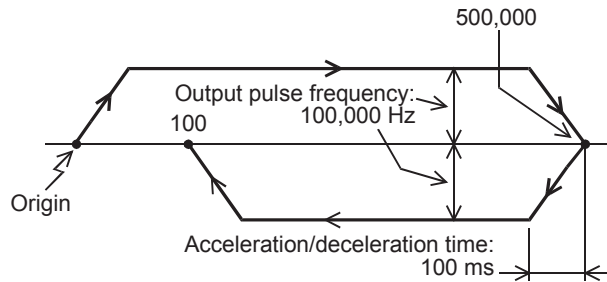 500,000
Output pulse frequency:
100,000 Hz
100
Origin
Acceleration/deceleration time:
100 ms